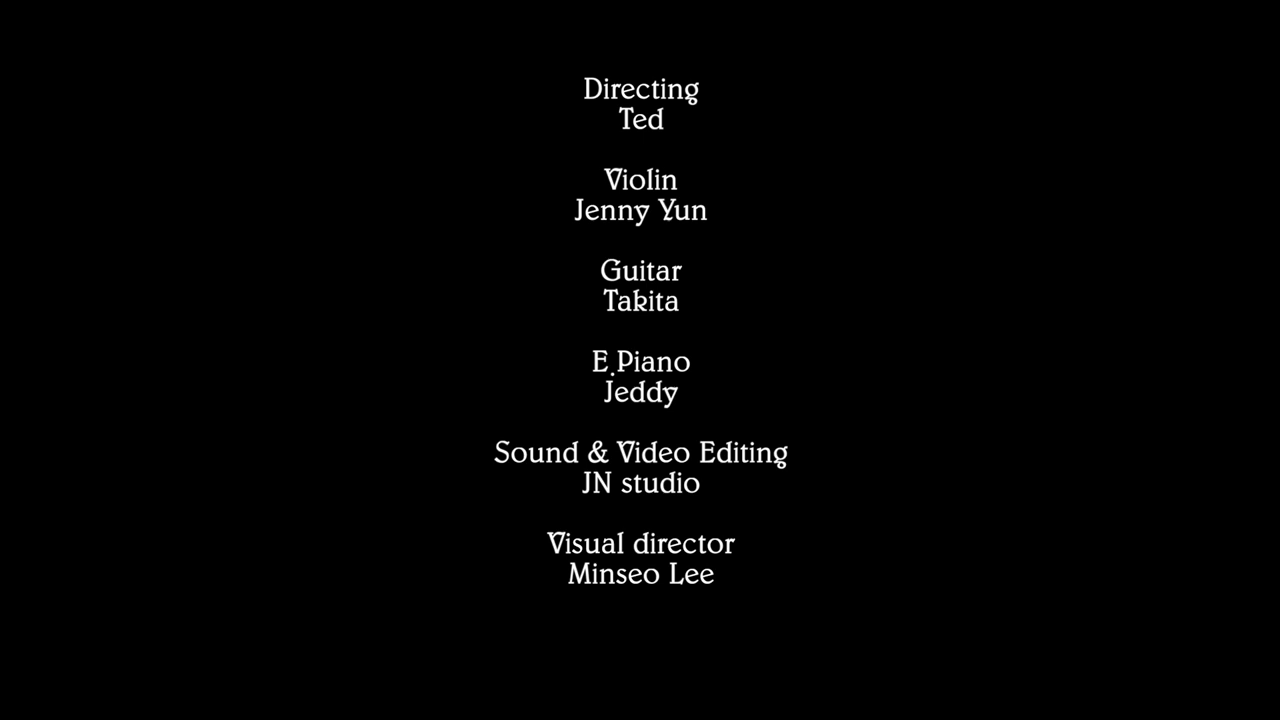 Directing
Ted
Violin
Jenny Yun
Guitar
Takita
E.Piano
Jeddy
Sound & Video Editing
JN studio
Visual director
Minseo Lee